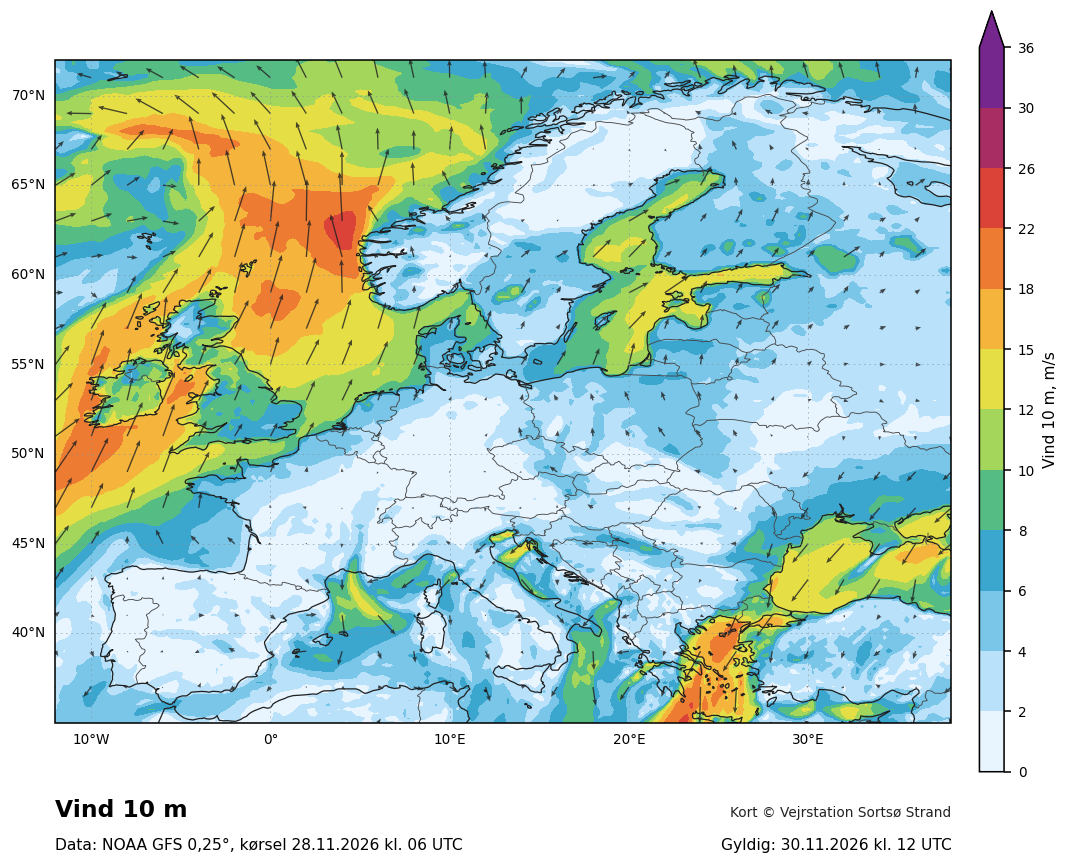 36
30
26
22
18
15
12
10
8
6
4
2
0
Vind 10 m, m/s
70°N
65°N
60°N
55°N
50°N
45°N
40°N
10°W
0°
10°E
20°E
30°E
Vind 10 m
Kort © Vejrstation Sortsø Strand
Data: NOAA GFS 0,25°, kørsel 28.11.2026 kl. 06 UTC
Gyldig: 30.11.2026 kl. 12 UTC